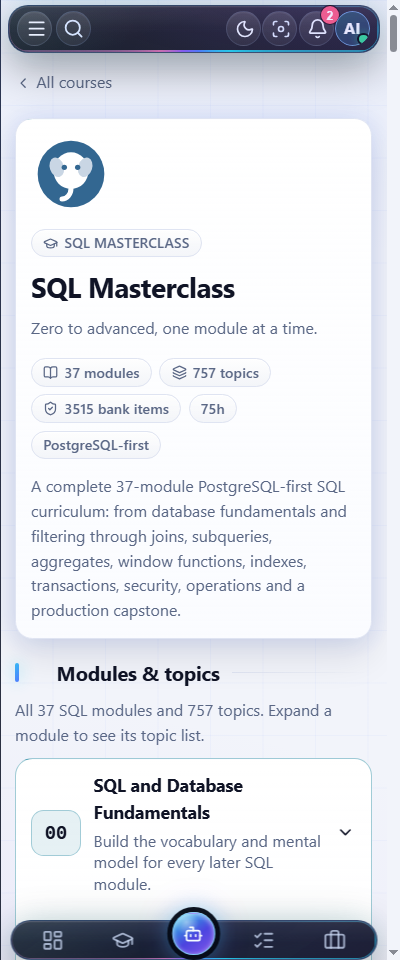 2
AI
All courses
SQL MASTERCLASS
SQL Masterclass
Zero to advanced, one module at a time.
37 modules
757 topics
3515 bank items
75h
PostgreSQL-first
A complete 37-module PostgreSQL-first SQL
curriculum: from database fundamentals and
filtering through joins, subqueries,
aggregates, window functions, indexes,
transactions, security, operations and a
production capstone.
Modules & topics
All 37 SQL modules and 757 topics. Expand a
module to see its topic list.
00
SQL and Database
Fundamentals
Build the vocabulary and mental
model for every later SQL
module.